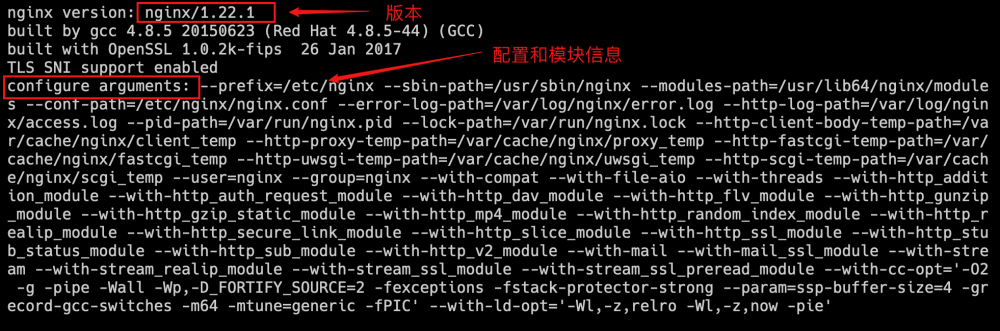 nginx version: nginx/1.22.1 版本
built by gcc 4.8.5 20150623 (Red Hat 4.8.5-44) (GCC)
built with OpenSSL 1.0.2k-fips  26 Jan 2017
配置和模块信息
TLS SNI support enabled
configure arguments: --prefix=/etc/nginx --sbin-path=/usr/sbin/nginx --modules-path=/usr/lib64/nginx/module
s --conf-path=/etc/nginx/nginx.conf --error-log-path=/var/log/nginx/error.log --http-log-path=/var/log/ngin
x/access.log --pid-path=/var/run/nginx.pid --lock-path=/var/run/nginx.lock --http-client-body-temp-path=/va
r/cache/nginx/client_temp --http-proxy-temp-path=/var/cache/nginx/proxy_temp --http-fastcgi-temp-path=/var/
cache/nginx/fastcgi_temp --http-uwsgi-temp-path=/var/cache/nginx/uwsgi_temp --http-scgi-temp-path=/var/cach
e/nginx/scgi_temp --user=nginx --group=nginx --with-compat --with-file-aio --with-threads --with-http_addit
ion_module --with-http_auth_request_module --with-http_dav_module --with-http_flv_module --with-http_gunzip
_module --with-http_gzip_static_module --with-http_mp4_module --with-http_random_index_module --with-http_r
ealip_module --with-http_secure_link_module --with-http_slice_module --with-http_ssl_module --with-http_stu
b_status_module --with-http_sub_module --with-http_v2_module --with-mail --with-mail_ssl_module --with-stre
am --with-stream_realip_module --with-stream_ssl_module --with-stream_ssl_preread_module --with-cc-opt='-O2
 -g -pipe -Wall -Wp,-D_FORTIFY_SOURCE=2 -fexceptions -fstack-protector-strong --param=ssp-buffer-size=4 -gr
ecord-gcc-switches -m64 -mtune=generic -fPIC' --with-ld-opt='-Wl,-z,relro -Wl,-z,now -pie'